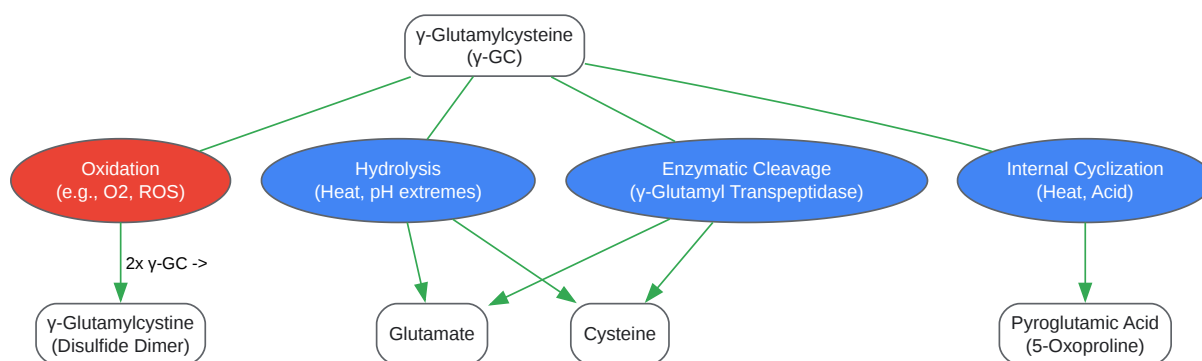 γ-Glutamylcysteine
(γ-GC)
Oxidation
(e.g., O2, ROS)
Hydrolysis
(Heat, pH extremes)
Enzymatic Cleavage
(γ-Glutamyl Transpeptidase)
Internal Cyclization
(Heat, Acid)
2x γ-GC ->
γ-Glutamylcystine
(Disulfide Dimer)
Glutamate
Cysteine
Pyroglutamic Acid
(5-Oxoproline)